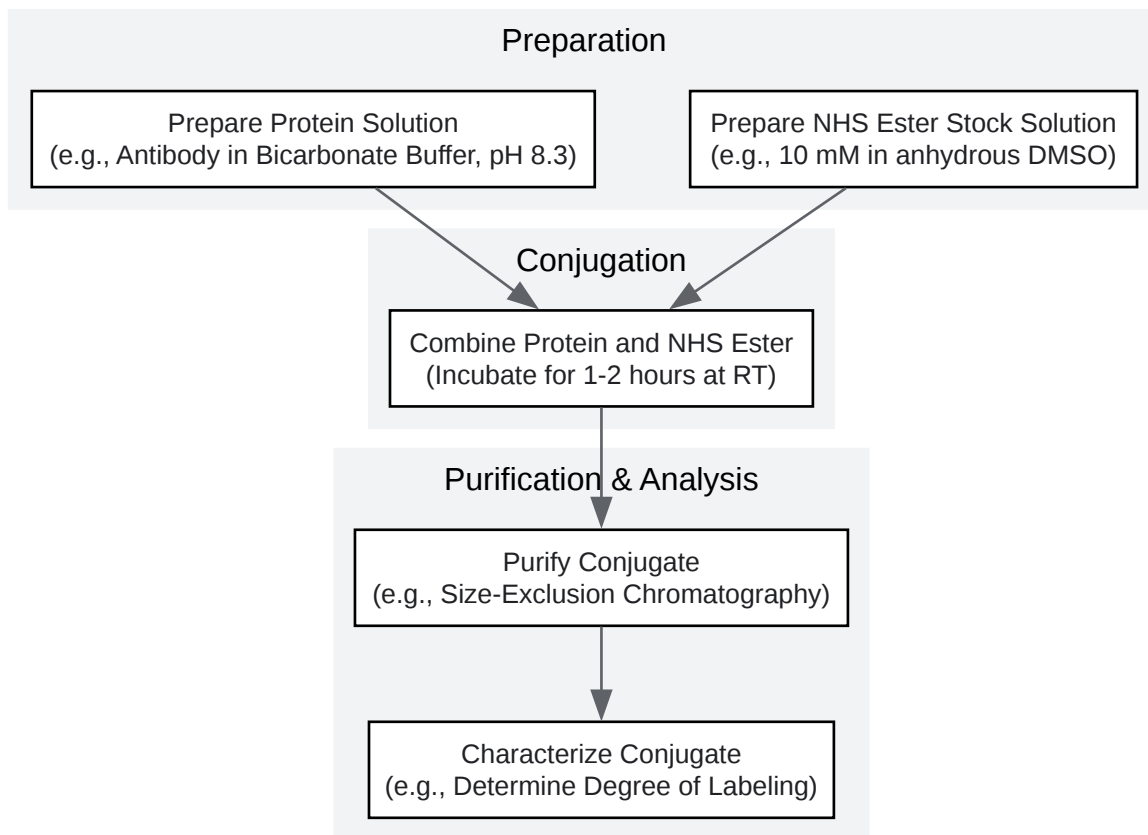 Preparation
Prepare Protein Solution
(e.g., Antibody in Bicarbonate Buffer, pH 8.3)
Prepare NHS Ester Stock Solution
(e.g., 10 mM in anhydrous DMSO)
Conjugation
Combine Protein and NHS Ester
(Incubate for 1-2 hours at RT)
Purification & Analysis
Purify Conjugate
(e.g., Size-Exclusion Chromatography)
Characterize Conjugate
(e.g., Determine Degree of Labeling)